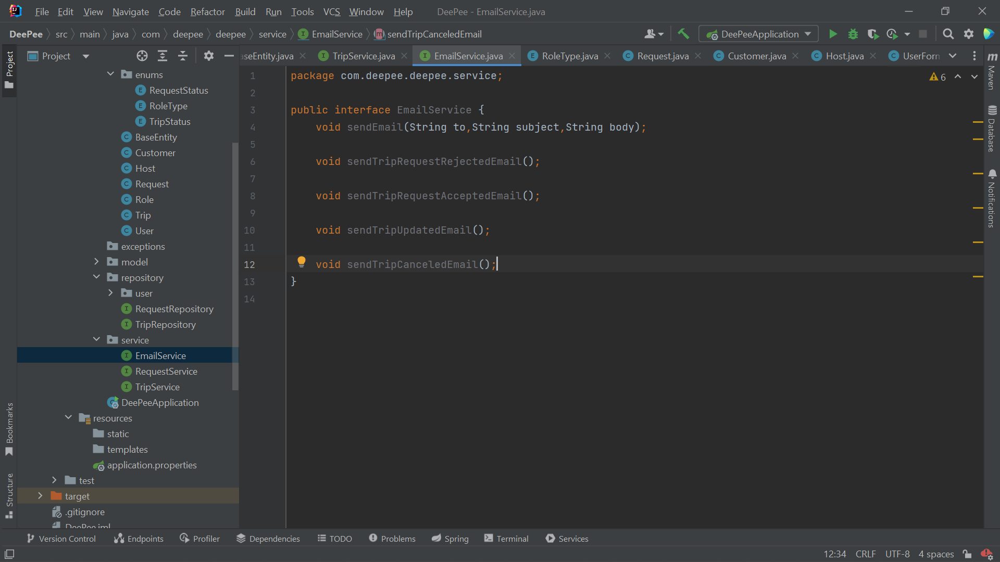 File Edit View Navigate Code Refactor Build Run Tools VCS Window Help DeePee - EmailService.java
DeePee src main java com deepee deepee service EmailService sendTripCanceledEmail DeePeeApplication
Project
aseEntity.java TripService.java EmailService.java RoleType.java Request.java Customer.java Host.java UserForm
Project
enums
RequestStatus
RoleType
TripStatus
BaseEntity
Customer
Host
Request
Role
Trip
User
exceptions
model
repository
user
RequestRepository
TripRepository
service
EmailService
RequestService
TripService
DeePeeApplication
resources
static
templates
application.properties
test
target
.gitignore
DeePee.iml
1 package com.deepee.deepee.service;
2
3 public interface EmailService {
4 void sendEmail(String to,String subject,String body);
5
6 void sendTripRequestRejectedEmail();
7
8 void sendTripRequestAcceptedEmail();
9
10 void sendTripUpdatedEmail();
11
12 void sendTripCanceledEmail();
13 }
14
6
Maven
Database
Notifications
Bookmarks
Structure
Version Control Endpoints Profiler Dependencies TODO Problems Spring Terminal Services
12:34 CRLF UTF-8 4 spaces